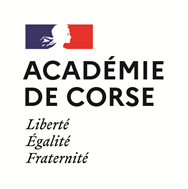 ACADÉMIE
DE CORSE
Liberté
Égalité
Fraternité